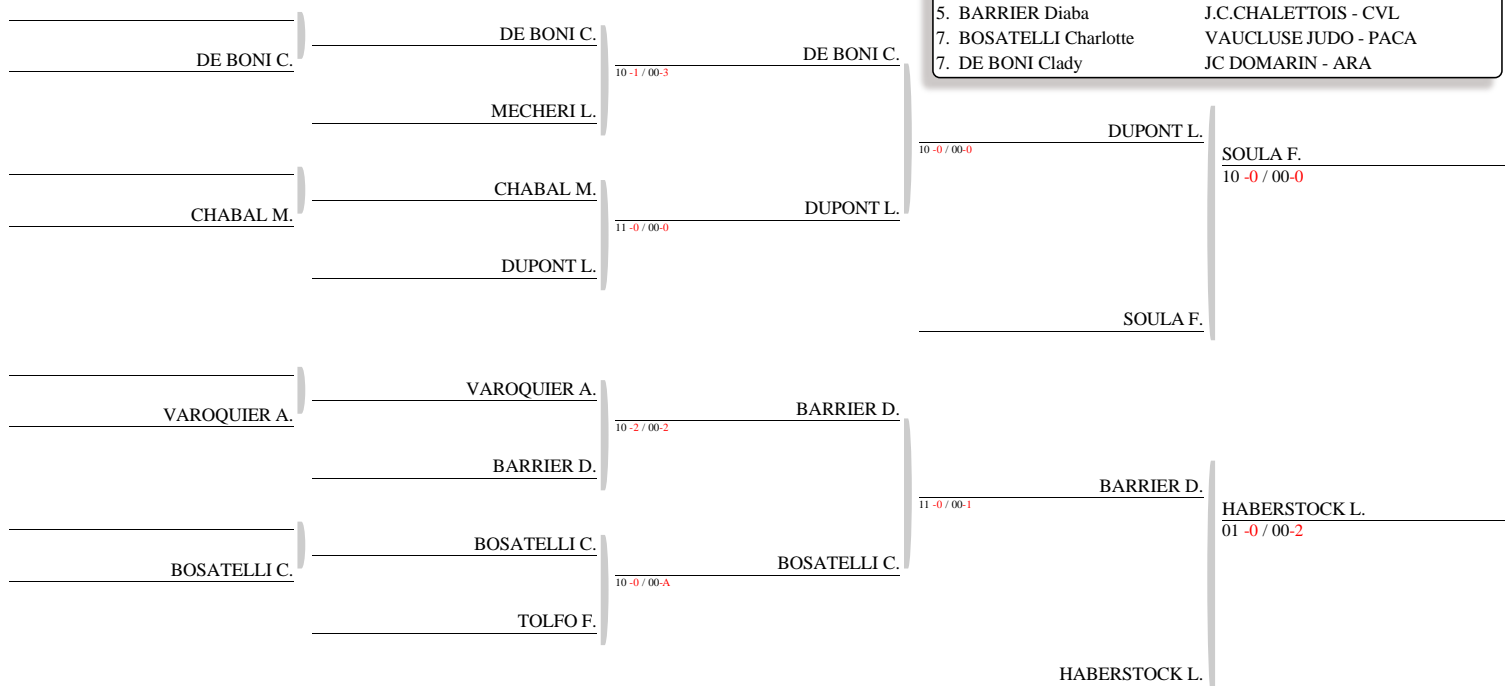 5. BARRIER Diaba J.C.CHALETTOIS - CVL
7. BOSATELLI Charlotte VAUCLUSE JUDO - PACA
7. DE BONI Clady JC DOMARIN - ARA
DE BONI C.
DE BONI C.
MECHERI L.
10 -1 / 00-3
DE BONI C.
CHABAL M.
CHABAL M.
DUPONT L.
11 -0 / 00-0
DUPONT L.
10 -0 / 00-0
DUPONT L.
SOULA F.
SOULA F.
10 -0 / 00-0
VAROQUIER A.
VAROQUIER A.
BARRIER D.
10 -2 / 00-2
BARRIER D.
BOSATELLI C.
BOSATELLI C.
TOLFO F.
10 -0 / 00-A
BOSATELLI C.
11 -0 / 00-1
BARRIER D.
HABERSTOCK L.
HABERSTOCK L.
01 -0 / 00-2